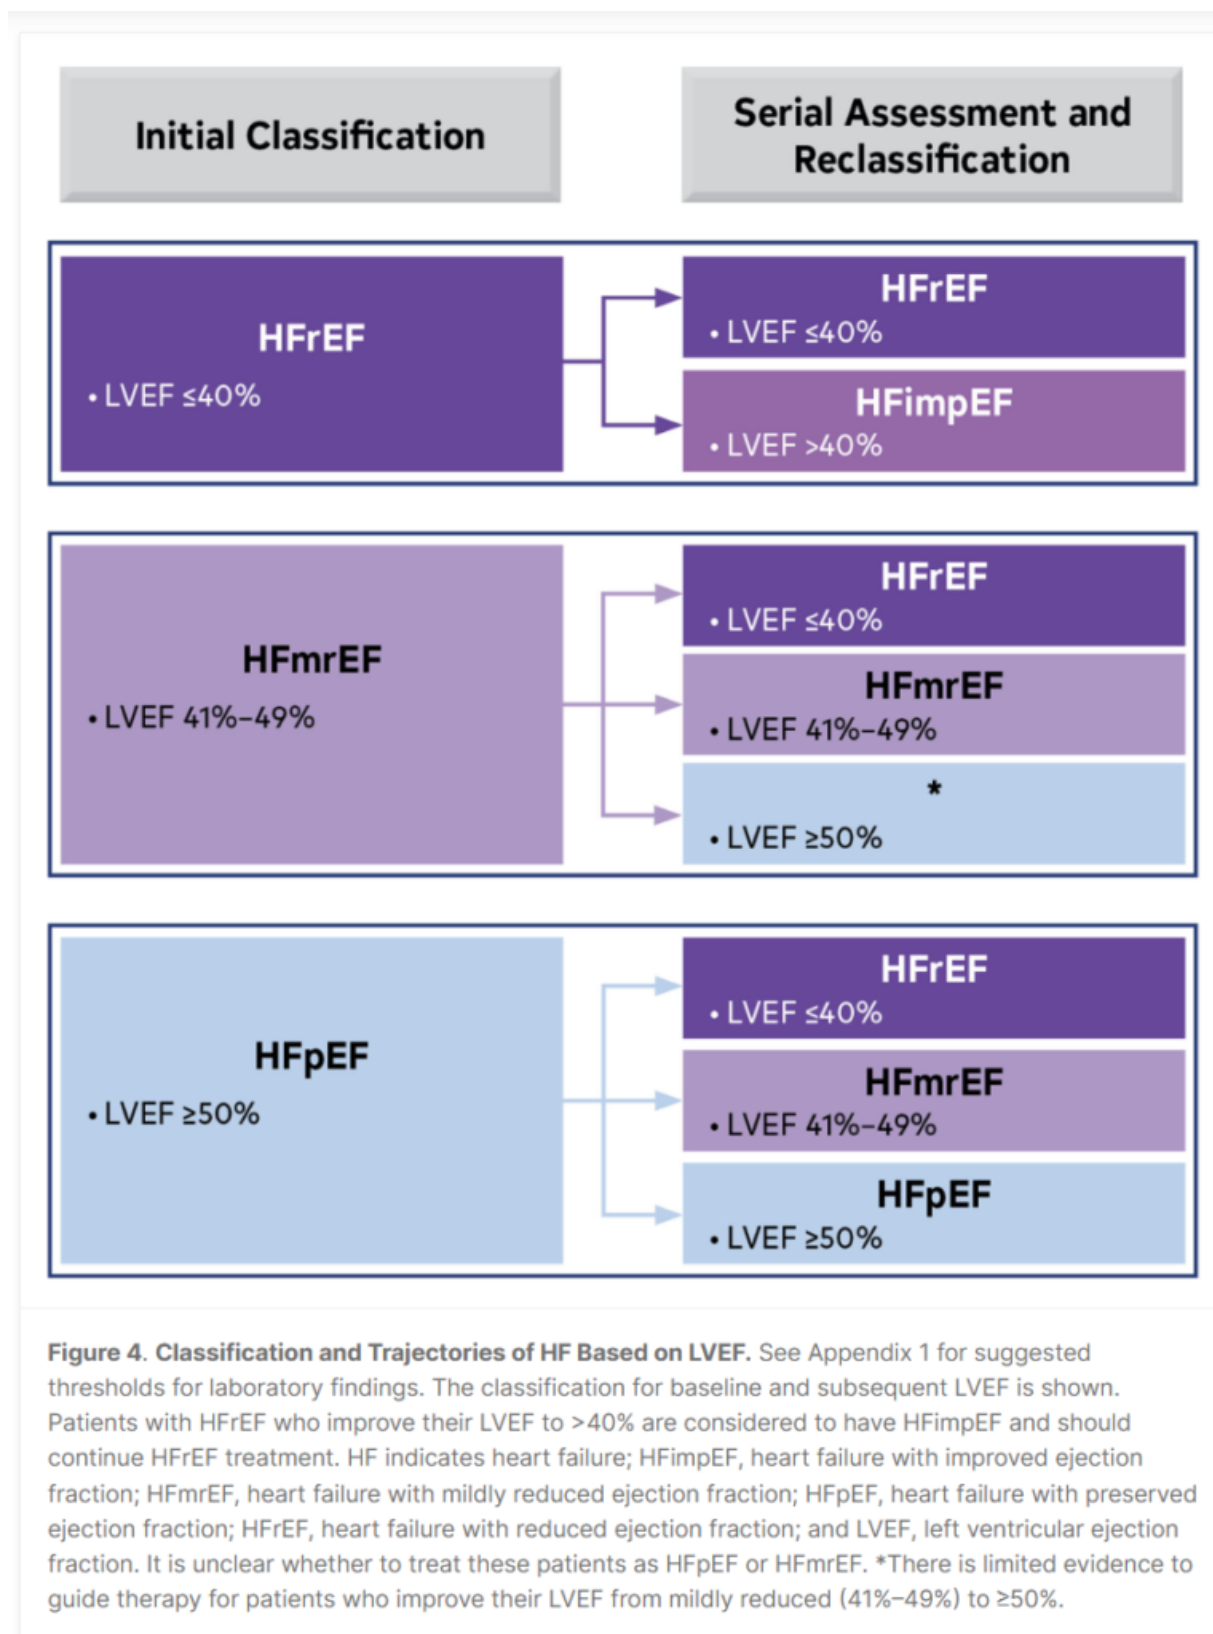 Initial Classification
Serial Assessment and
Reclassification
HFrEF
• LVEF ≤40%
HFrEF
• LVEF ≤40%
HFimpEF
• LVEF >40%
HFmrEF
• LVEF 41%–49%
HFrEF
• LVEF ≤40%
HFmrEF
• LVEF 41%–49%
*
• LVEF ≥50%
HFpEF
• LVEF ≥50%
HFrEF
• LVEF ≤40%
HFmrEF
• LVEF 41%–49%
HFpEF
• LVEF ≥50%
Figure 4. Classification and Trajectories of HF Based on LVEF. See Appendix 1 for suggested
thresholds for laboratory findings. The classification for baseline and subsequent LVEF is shown.
Patients with HFrEF who improve their LVEF to >40% are considered to have HFimpEF and should
continue HFrEF treatment. HF indicates heart failure; HFimpEF, heart failure with improved ejection
fraction; HFmrEF, heart failure with mildly reduced ejection fraction; HFpEF, heart failure with preserved
ejection fraction; HFrEF, heart failure with reduced ejection fraction; and LVEF, left ventricular ejection
fraction. It is unclear whether to treat these patients as HFpEF or HFmrEF. *There is limited evidence to
guide therapy for patients who improve their LVEF from mildly reduced (41%–49%) to ≥50%.